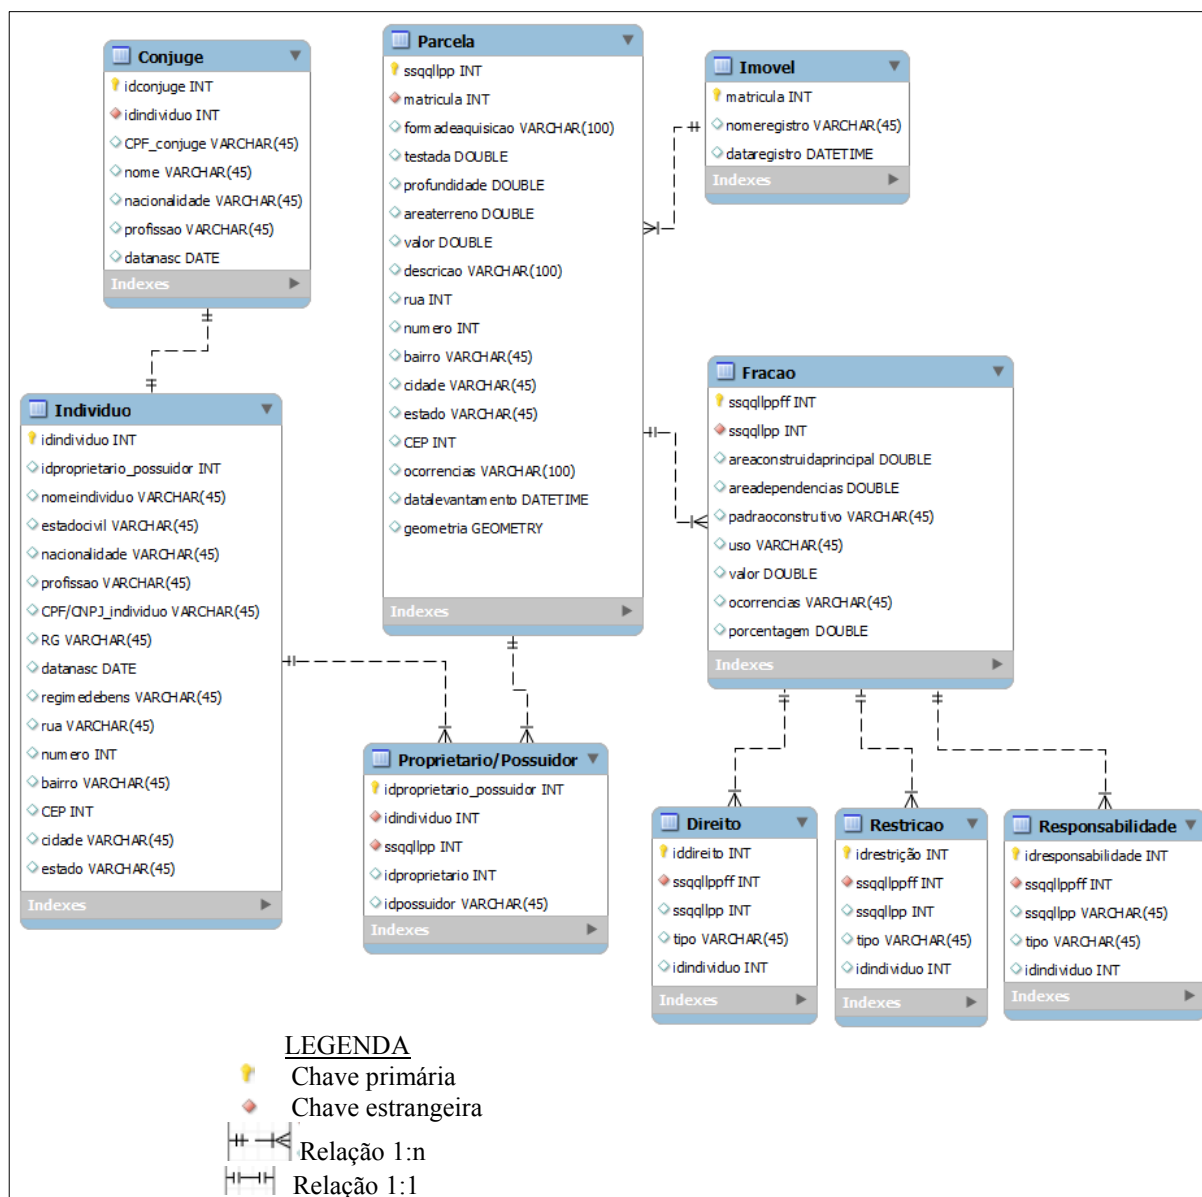 Conjuge
idconjuge INT
idindividuo INT
CPF_conjuge VARCHAR(45)
nome VARCHAR(45)
nacionalidade VARCHAR(45)
profissao VARCHAR(45)
datanasc DATE
Indexes
Parcela
ssqqllpp INT
matricula INT
formadeaquisicao VARCHAR(100)
testada DOUBLE
profundidade DOUBLE
areaterreno DOUBLE
valor DOUBLE
descricao VARCHAR(100)
rua INT
numero INT
bairro VARCHAR(45)
cidade VARCHAR(45)
estado VARCHAR(45)
CEP INT
ocorrencias VARCHAR(100)
datalevantamento DATETIME
geometria GEOMETRY
Indexes
Imovel
matricula INT
nomeregistro VARCHAR(45)
dataregistro DATETIME
Indexes
Individuo
idindividuo INT
idproprietario_possuidor INT
nomeindividuo VARCHAR(45)
estadocivil VARCHAR(45)
nacionalidade VARCHAR(45)
profissao VARCHAR(45)
CPF/CNPJ_individuo VARCHAR(45)
RG VARCHAR(45)
datanasc DATE
regimedebens VARCHAR(45)
rua VARCHAR(45)
numero INT
bairro VARCHAR(45)
CEP INT
cidade VARCHAR(45)
estado VARCHAR(45)
Indexes
Fracao
ssqqllppff INT
ssqqllpp INT
areaconstruidaprincipal DOUBLE
areadependencias DOUBLE
padraoconstrutivo VARCHAR(45)
uso VARCHAR(45)
valor DOUBLE
ocorrencias VARCHAR(45)
porcentagem DOUBLE
Indexes
Proprietario/Possuidor
idproprietario_possuidor INT
idindividuo INT
ssqqllpp INT
idproprietario INT
idpossuidor VARCHAR(45)
Indexes
Direito
iddireito INT
ssqqllppff INT
ssqqllpp INT
tipo VARCHAR(45)
idindividuo INT
Indexes
Restricao
idrestrição INT
ssqqllppff INT
ssqqllpp INT
tipo VARCHAR(45)
idindividuo INT
Indexes
Responsabilidade
idresponsabilidade INT
ssqqllppff INT
ssqqllpp VARCHAR(45)
tipo VARCHAR(45)
idindividuo INT
Indexes
LEGENDA
Chave primária
Chave estrangeira
Relação 1:n
Relação 1:1